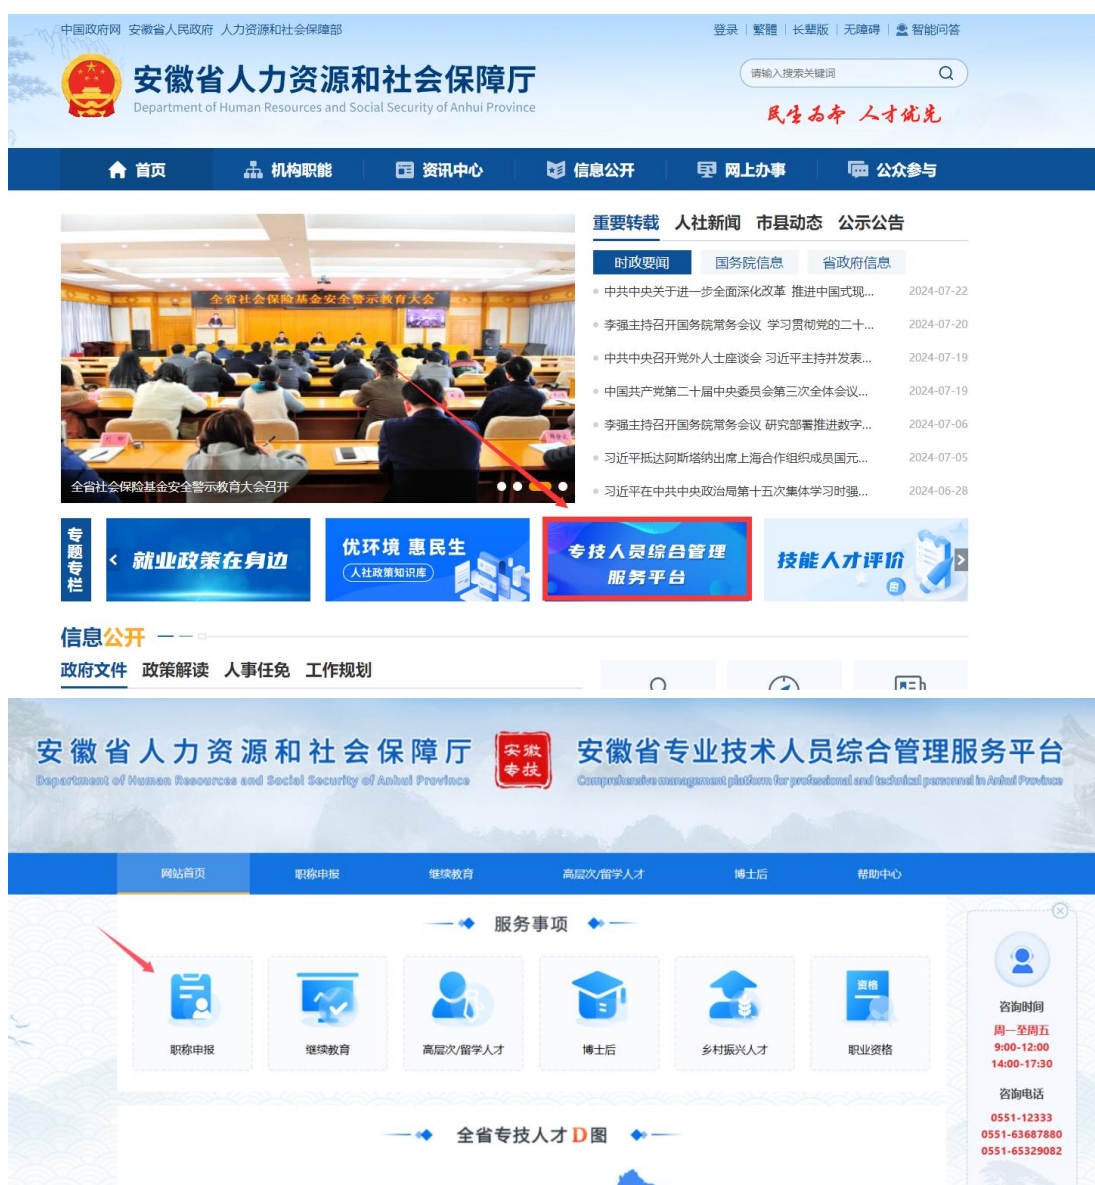 中国政府网 安徽省人民政府 人力资源和社会保障部
登录 繁體 长辈版 无障碍 智能问答
安徽省人力资源和社会保障厅
Department of Human Resources and Social Security of Anhui Province
请输入搜索关键词
民生为本 人才优先
首页 机构职能 资讯中心 信息公开 网上办事 公众参与
重要转载 人社新闻 市县动态 公示公告
时政要闻 国务院信息 省政府信息
中共中央关于进一步全面深化改革 推进中国式现... 2024-07-22
李强主持召开国务院常务会议 学习贯彻党的二十... 2024-07-20
中共中央召开党外人士座谈会 习近平主持并发表... 2024-07-19
中国共产党第二十届中央委员会第三次全体会议... 2024-07-19
李强主持召开国务院常务会议 研究部署推进数字... 2024-07-06
习近平抵达阿斯塔纳出席上海合作组织成员国元... 2024-07-05
习近平在中共中央政治局第十五次集体学习时强... 2024-06-28
全省社会保险基金安全警示教育大会
全省社会保险基金安全警示教育大会召开
专题专栏
就业政策在身边
优环境 惠民生
人社政策知识库
专技人员综合管理
服务平台
技能人才评价
信息公开
政府文件 政策解读 人事任免 工作规划
安徽省人力资源和社会保障厅
Department of Human Resources and Social Security of Anhui Province
安徽
专技
安徽省专业技术人员综合管理服务平台
Comprehensive management platform for professional and technical personnel in Anhui Province
网站首页 职称申报 继续教育 高层次/留学人才 博士后 帮助中心
服务事项
资格
职称申报 继续教育 高层次/留学人才 博士后 乡村振兴人才 职业资格
咨询时间
周一至周五
9:00-12:00
14:00-17:30
咨询电话
0551-12333
0551-63687880
0551-65329082
全省专技人才D图